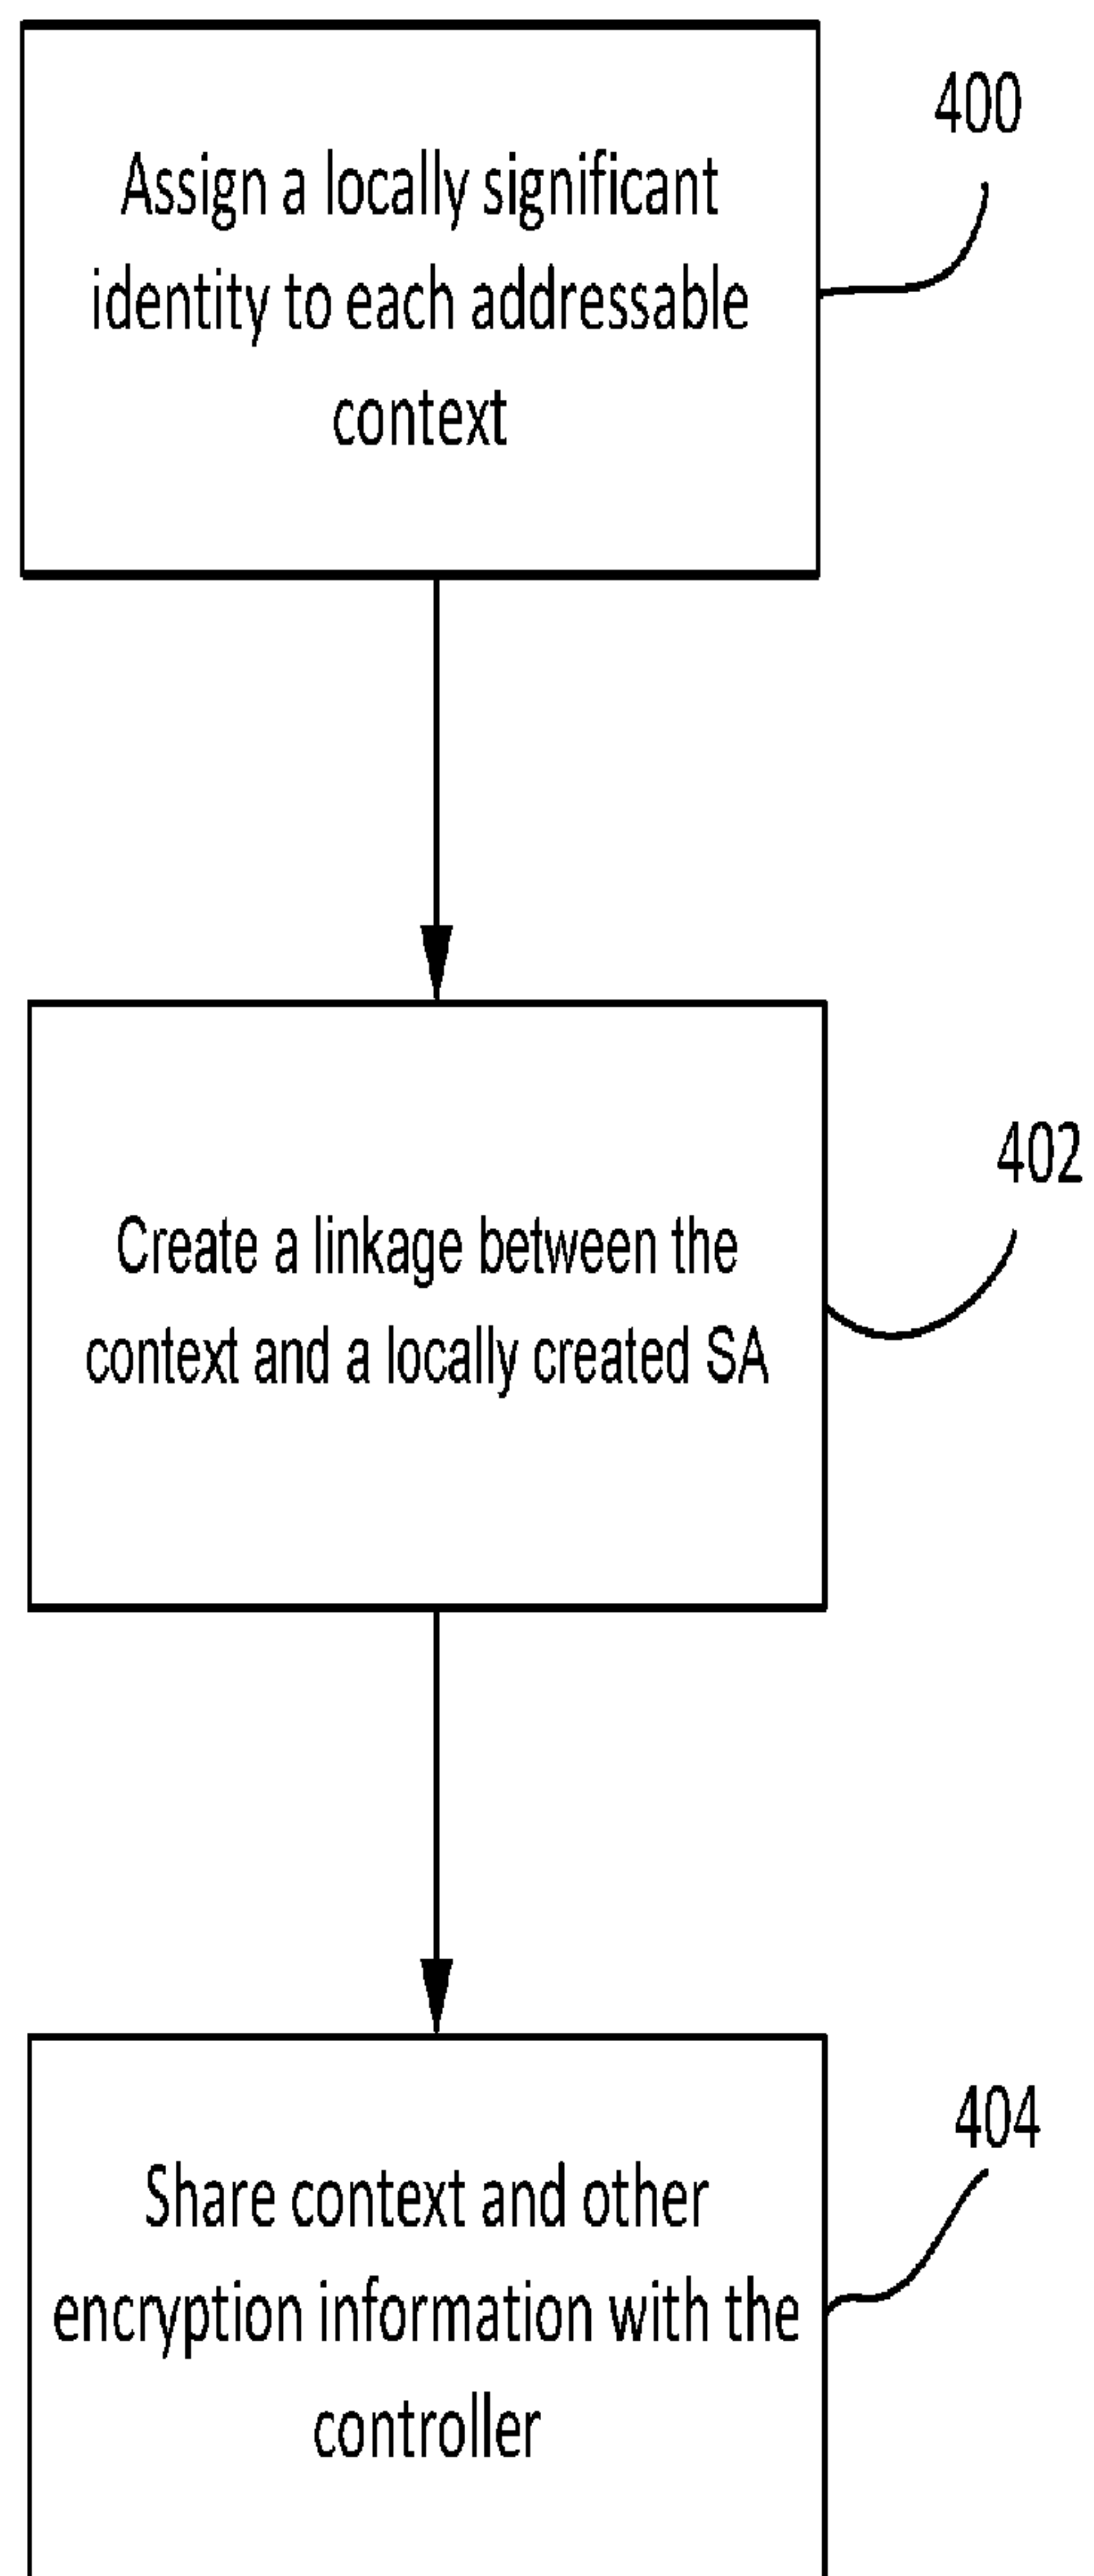 400
Assign a locally significant
identity to each addressable
context
402
Create a linkage between the
context and a locally created SA
404
Share context and other
encryption information with the
controller